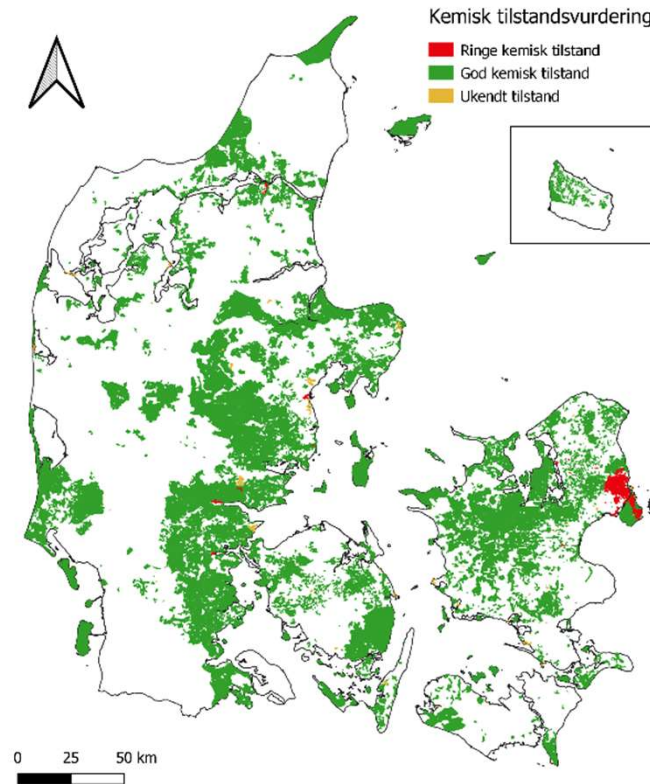 Kemisk tilstandsvurdering
Ringe kemisk tilstand
God kemisk tilstand
Ukendt tilstand
0 25 50 km